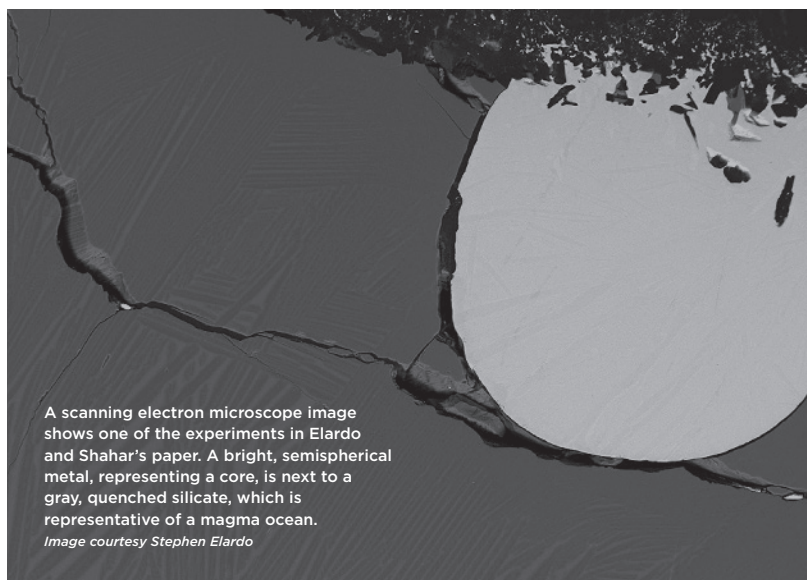 A scanning electron microscope image
shows one of the experiments in Elardo
and Shahar's paper. A bright, semispherical
metal, representing a core, is next to a
gray, quenched silicate, which is
representative of a magma ocean.
Image courtesy Stephen Elardo